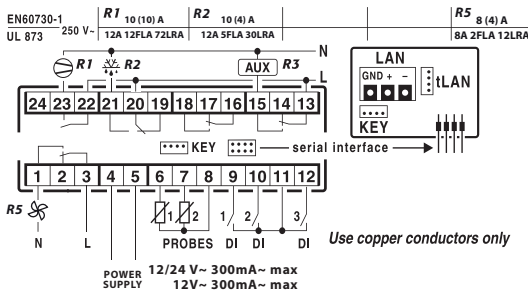 EN60730-1
UL 873
250 V~
R1 10 (10) A
12A 12FLA 72LRA
R2 10 (4) A
12A 5FLA 30LRA
R5 8 (4) A
8A 2FLA 12LRA
N
R1 R2 AUX R3
L
24 23 22 21 20 19 18 17 16 15 14 13
LAN
GND + −
tLAN
KEY
KEY serial interface
1 2 3 4 5 6 7 8 9 10 11 12
R5
1 2 1 2 3
N L PROBES DI DI DI
Use copper conductors only
POWER
SUPPLY
12/24 V~ 300mA~ max
12V~ 300mA~ max